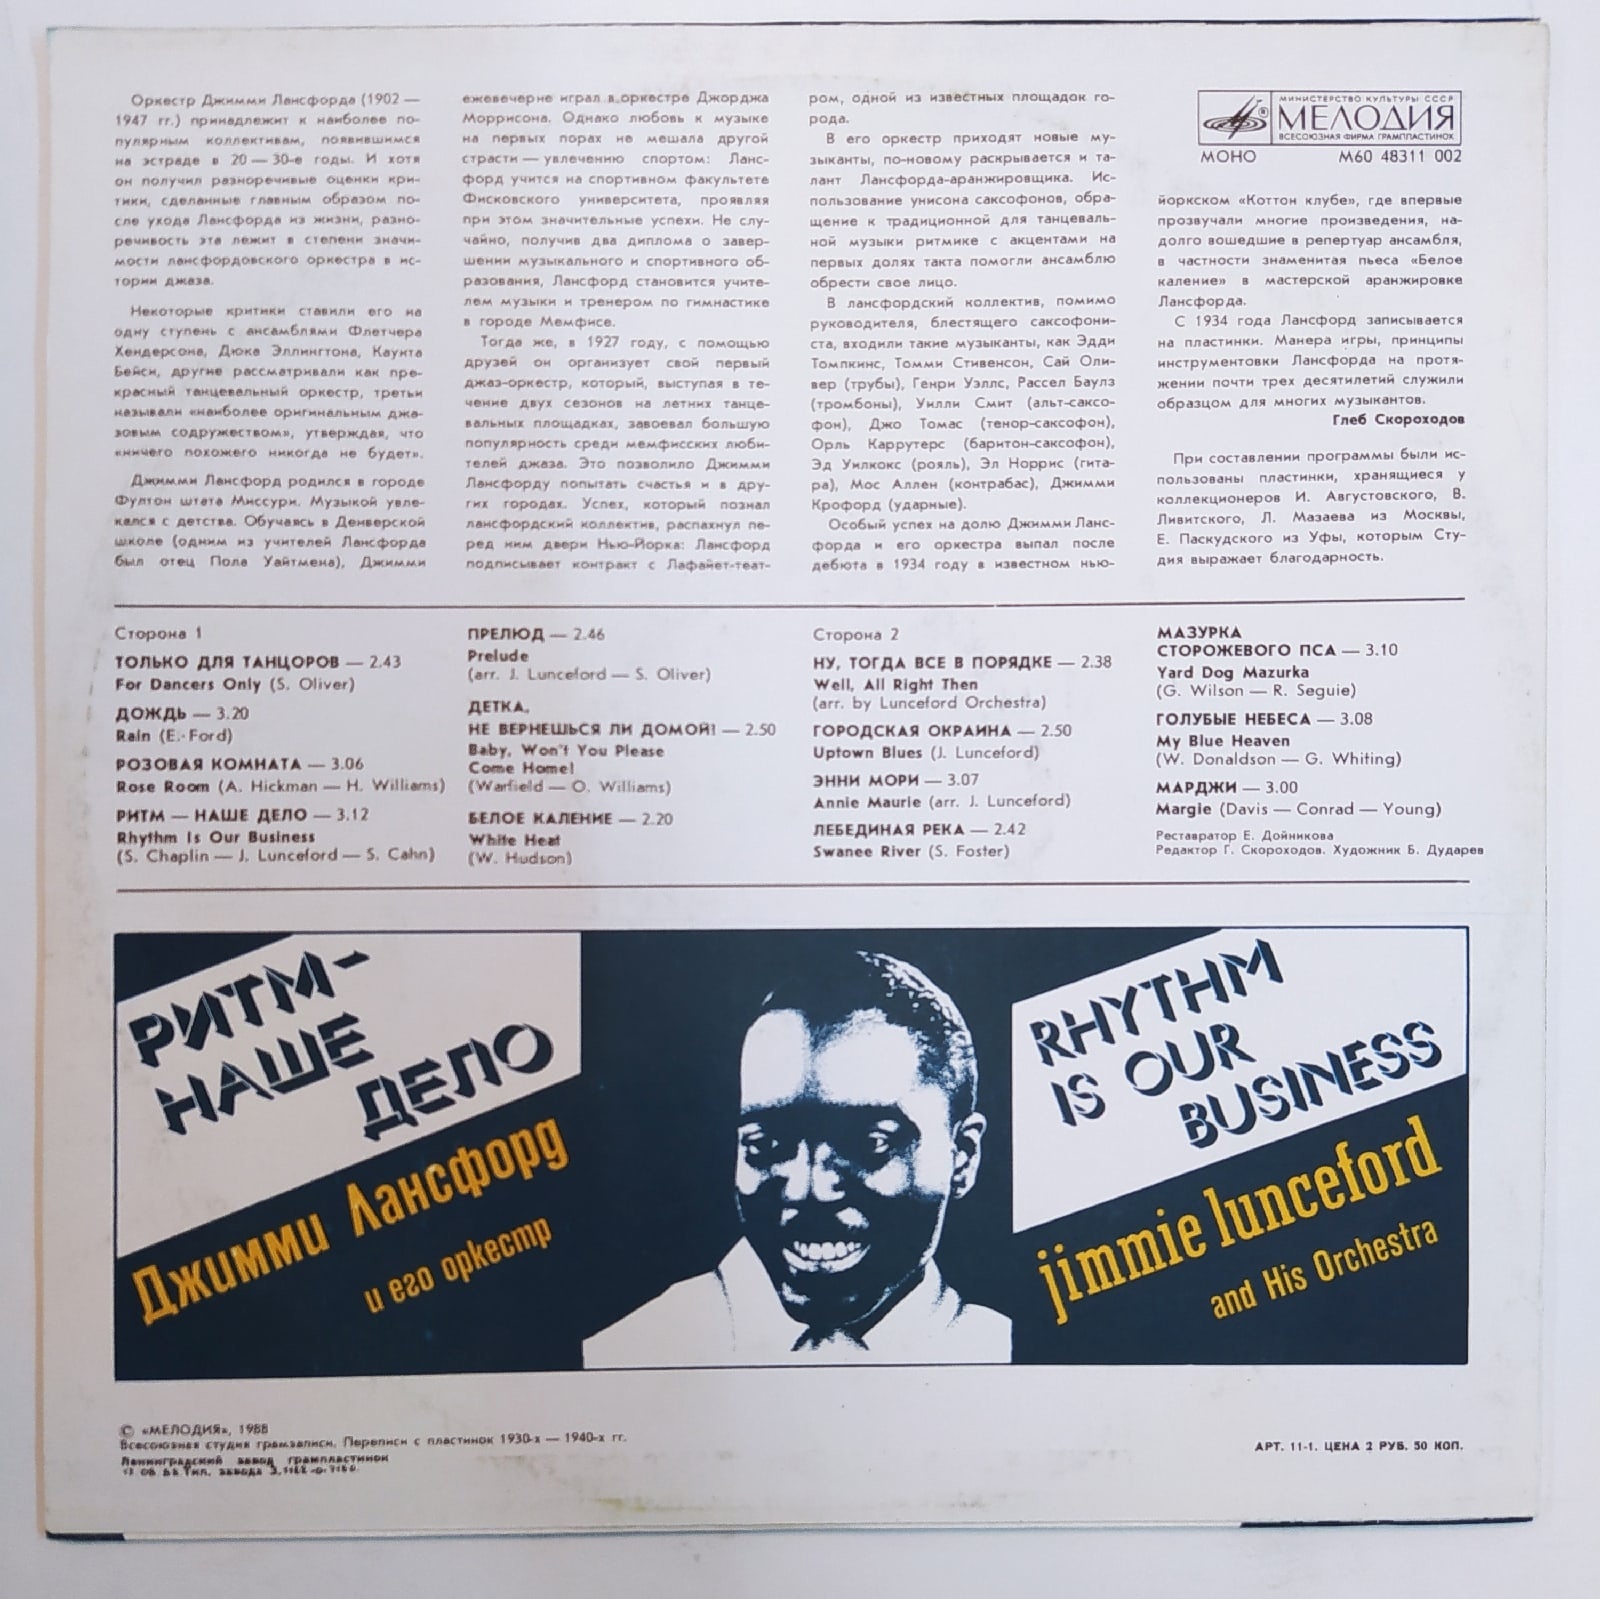 Оркестр Джимми Лансфорда (1902 —
1947 гг.) принадлежит к наиболее по-
пулярным коллективам, появившимся
на эстраде в 20 — 30-е годы. И хотя
он получил разноречивые оценки кри-
тики, сделанные главным образом по-
сле ухода Лансфорда из жизни, разно-
речивость эта лежит в степени значи-
мости лансфордовского оркестра в ис-
тории джаза.
Некоторые критики ставили его на
одну ступень с ансамблями Флетчера
Хендерсона, Дюка Эллингтона, Каунта
Бейси, другие рассматривали как пре-
красный танцевальный оркестр, третьи
называли «наиболее оригинальным джа-
зовым содружеством», утверждая, что
«ничего похожего никогда не будет».
Джимми Лансфорд родился в городе
Фултон штата Миссури. Музыкой увле-
кался с детства. Обучаясь в Денверской
школе (одним из учителей Лансфорда
был отец Пола Уайтмена), Джимми
ежевечерне играл в оркестре Джорджа
Моррисона. Однако любовь к музыке
на первых порах не мешала другой
страсти — увлечению спортом: Ланс-
форд учится на спортивном факультете
Фисковского университета, проявляя
при этом значительные успехи. Не слу-
чайно, получив два диплома о завер-
шении музыкального и спортивного об-
разования, Лансфорд становится учите-
лем музыки и тренером по гимнастике
в городе Мемфисе.
Тогда же, в 1927 году, с помощью
друзей он организует свой первый
джаз-оркестр, который, выступая в те-
чение двух сезонов на летних танце-
вальных площадках, завоевал большую
популярность среди мемфисских люби-
телей джаза. Это позволило Джимми
Лансфорду попытать счастья и в дру-
гих городах. Успех, который познал
лансфордский коллектив, распахнул пе-
ред ним двери Нью-Йорка: Лансфорд
подписывает контракт с Лафайет-теат-
ром, одной из известных площадок го-
рода.
В его оркестр приходят новые му-
зыканты, по-новому раскрывается и та-
лант Лансфорда-аранжировщика. Ис-
пользование унисона саксофонов, обра-
щение к традиционной для танцеваль-
ной музыки ритмике с акцентами на
первых долях такта помогли ансамблю
обрести свое лицо.
В лансфордский коллектив, помимо
руководителя, блестящего саксофони-
ста, входили такие музыканты, как Эдди
Томпкинс, Томми Стивенсон, Сай Оли-
вер (трубы), Генри Уэллс, Рассел Баулз
(тромбоны), Уилли Смит (альт-саксо-
фон), Джо Томас (тенор-саксофон),
Орль Каррутерс (баритон-саксофон),
Эд Уилкокс (рояль), Эл Норрис (гита-
ра), Мос Аллен (контрабас), Джимми
Крофорд (ударные).
Особый успех на долю Джимми Ланс-
форда и его оркестра выпал после
дебюта в 1934 году в известном нью-
МИНИСТЕРСТВО КУЛЬТУРЫ СССР
МЕЛОДИЯ
ВСЕСОЮЗНАЯ ФИРМА ГРАМПЛАСТИНОК
МОНО М60 48311 002
йоркском «Коттон клубе», где впервые
прозвучали многие произведения, на-
долго вошедшие в репертуар ансамбля,
в частности знаменитая пьеса «Белое
каление» в мастерской аранжировке
Лансфорда.
С 1934 года Лансфорд записывается
на пластинки. Манера игры, принципы
инструментовки Лансфорда на протя-
жении почти трех десятилетий служили
образцом для многих музыкантов.
Глеб Скороходов
При составлении программы были ис-
пользованы пластинки, хранящиеся у
коллекционеров И. Августовского, В.
Ливитского, Л. Мазаева из Москвы,
Е. Паскудского из Уфы, которым Сту-
дия выражает благодарность.
Сторона 1
ТОЛЬКО ДЛЯ ТАНЦОРОВ — 2.43
For Dancers Only (S. Oliver)
ДОЖДЬ — 3.20
Rain (E. Ford)
РОЗОВАЯ КОМНАТА — 3.06
Rose Room (A. Hickman — H. Williams)
РИТМ — НАШЕ ДЕЛО — 3.12
Rhythm Is Our Business
(S. Chaplin — J. Lunceford — S. Cahn)
ПРЕЛЮД — 2.46
Prelude
(arr. J. Lunceford — S. Oliver)
ДЕТКА,
НЕ ВЕРНЕШЬСЯ ЛИ ДОМОЙ! — 2.50
Baby, Won't You Please
Come Home!
(Warfield — O. Williams)
БЕЛОЕ КАЛЕНИЕ — 2.20
White Heat
(W. Hudson)
Сторона 2
НУ, ТОГДА ВСЕ В ПОРЯДКЕ — 2.38
Well, All Right Then
(arr. by Lunceford Orchestra)
ГОРОДСКАЯ ОКРАИНА — 2.50
Uptown Blues (J. Lunceford)
ЭННИ МОРИ — 3.07
Annie Maurie (arr. J. Lunceford)
ЛЕБЕДИНАЯ РЕКА — 2.42
Swanee River (S. Foster)
МАЗУРКА
СТОРОЖЕВОГО ПСА — 3.10
Yard Dog Mazurka
(G. Wilson — R. Seguie)
ГОЛУБЫЕ НЕБЕСА — 3.08
My Blue Heaven
(W. Donaldson — G. Whiting)
МАРДЖИ — 3.00
Margie (Davis — Conrad — Young)
Реставратор Е. Дойникова
Редактор Г. Скороходов. Художник Б. Дударев
РИТМ-
НАШЕ
ДЕЛО
Джимми Лансфорд
и его оркестр
RHYTHM
IS OUR
BUSINESS
jimmie lunceford
and His Orchestra
© «МЕЛОДИЯ», 1988
Всесоюзная студия грамзаписи. Переписи с пластинок 1930-х — 1940-х гг.
Ленинградский завод грампластинок
Тип. завода
АРТ. 11-1. ЦЕНА 2 РУБ. 50 КОП.